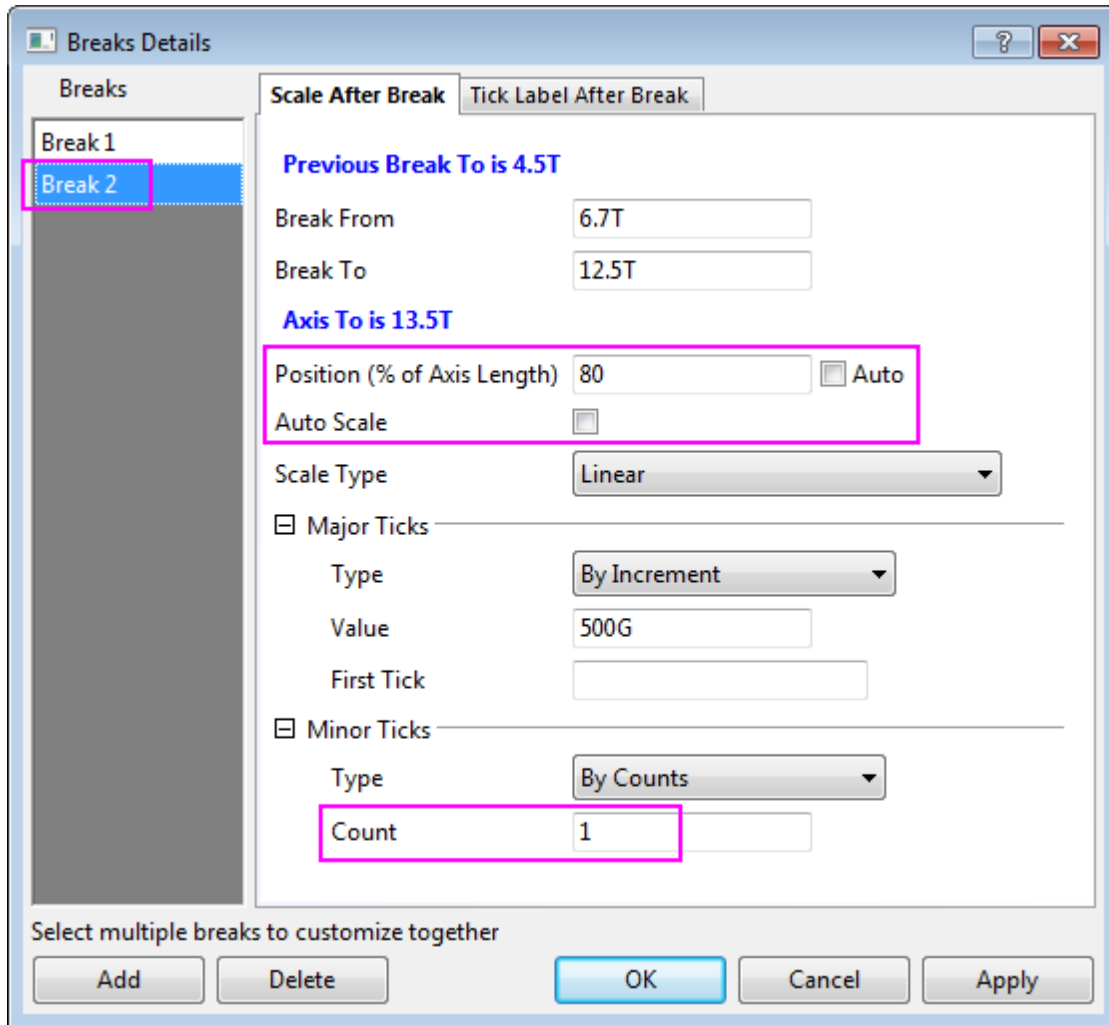 Breaks Details
Breaks
Break 1
Break 2
Scale After Break Tick Label After Break
Previous Break To is 4.5T
Break From 6.7T
Break To 12.5T
Axis To is 13.5T
Position (% of Axis Length) 80 Auto
Auto Scale
Scale Type Linear
Major Ticks
Type By Increment
Value 500G
First Tick
Minor Ticks
Type By Counts
Count 1
Select multiple breaks to customize together
Add Delete OK Cancel Apply